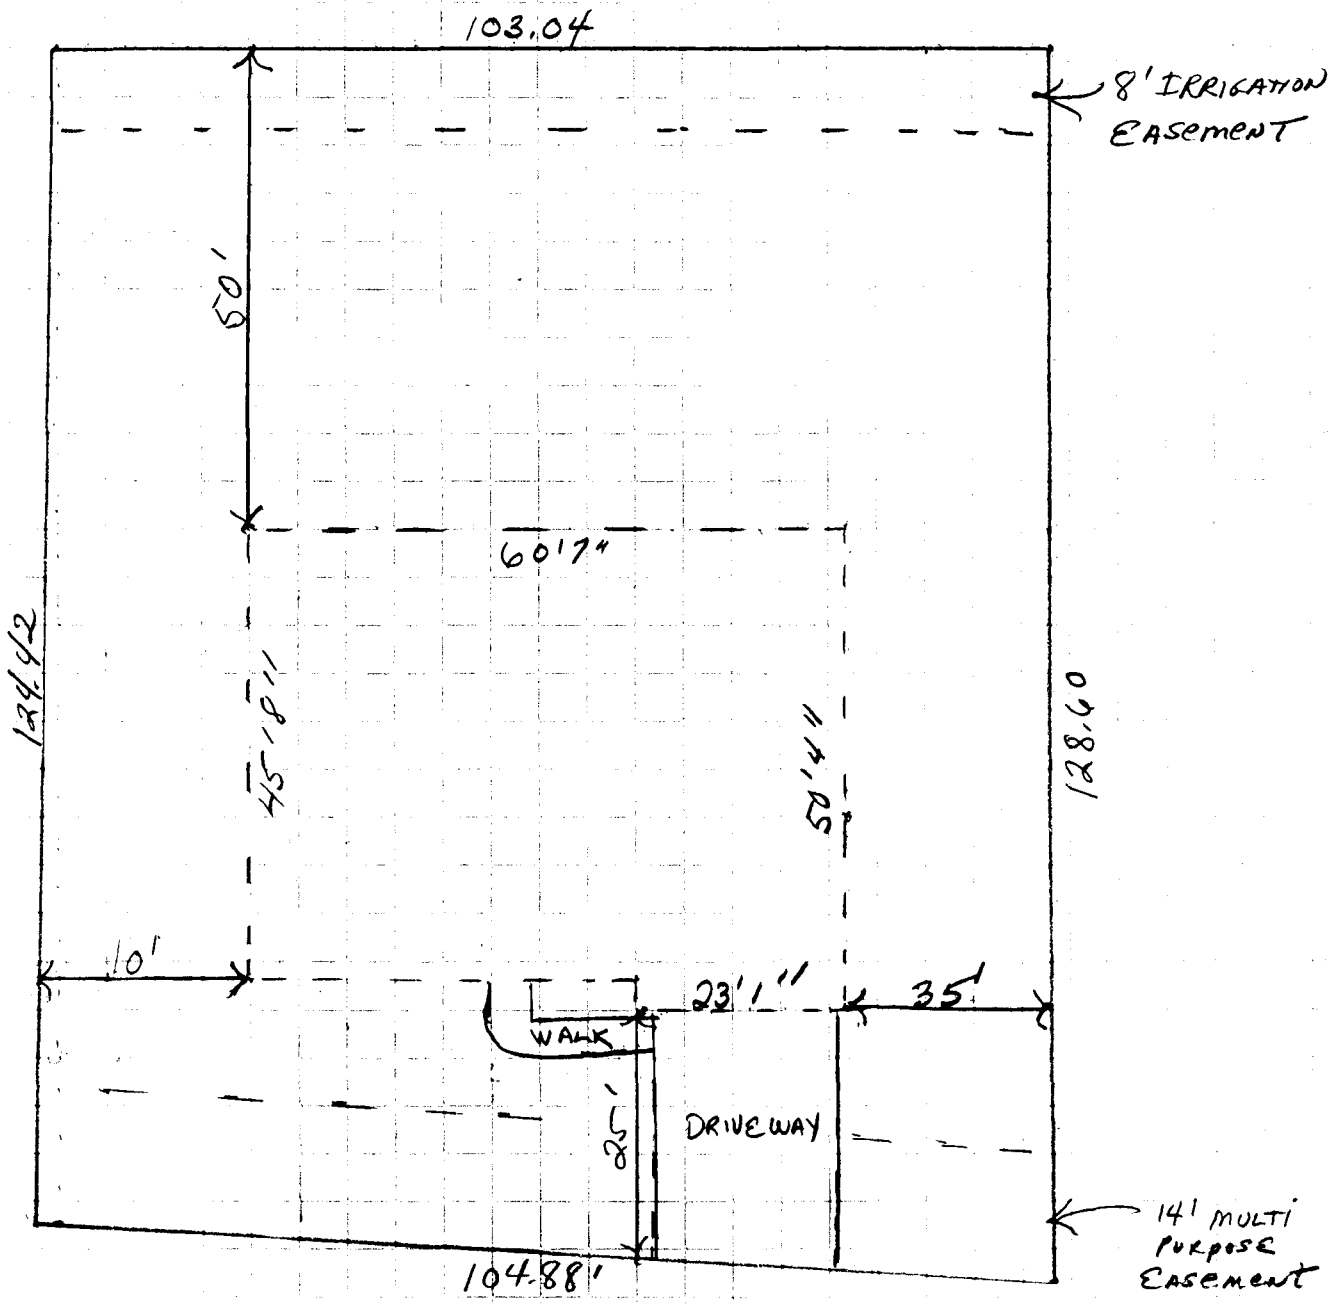 103.04
8' IRRIGATION
EASEMENT
50'
60'7"
124.42
45'8"
50'4"
128.60
10'
23'1"
35'
WALK
25'
DRIVEWAY
104.88'
14' MULTI
PURPOSE
EASEMENT